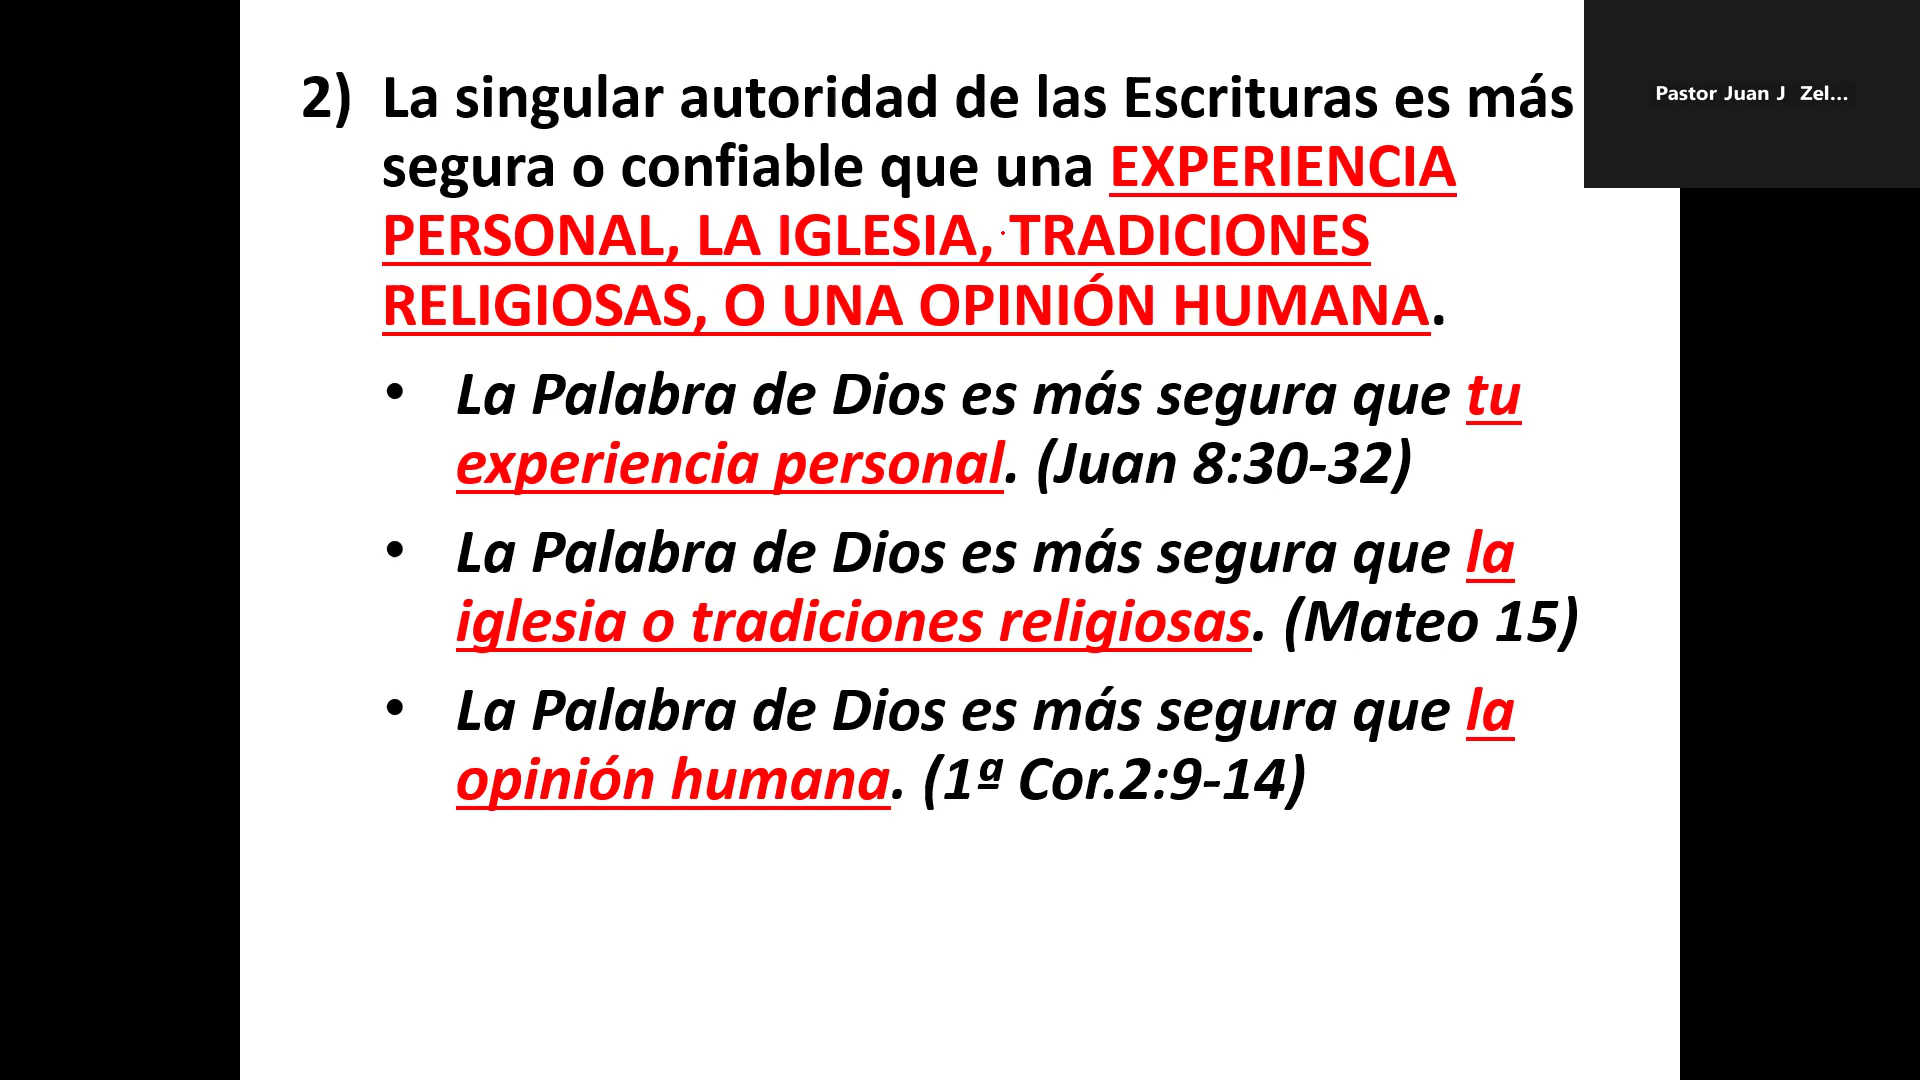 2) La singular autoridad de las Escrituras es más
segura o confiable que una EXPERIENCIA
PERSONAL, LA IGLESIA, TRADICIONES
RELIGIOSAS, O UNA OPINIÓN HUMANA.
• La Palabra de Dios es más segura que tu
experiencia personal. (Juan 8:30-32)
• La Palabra de Dios es más segura que la
iglesia o tradiciones religiosas. (Mateo 15)
• La Palabra de Dios es más segura que la
opinión humana. (1ª Cor.2:9-14)
Pastor Juan J Zel...